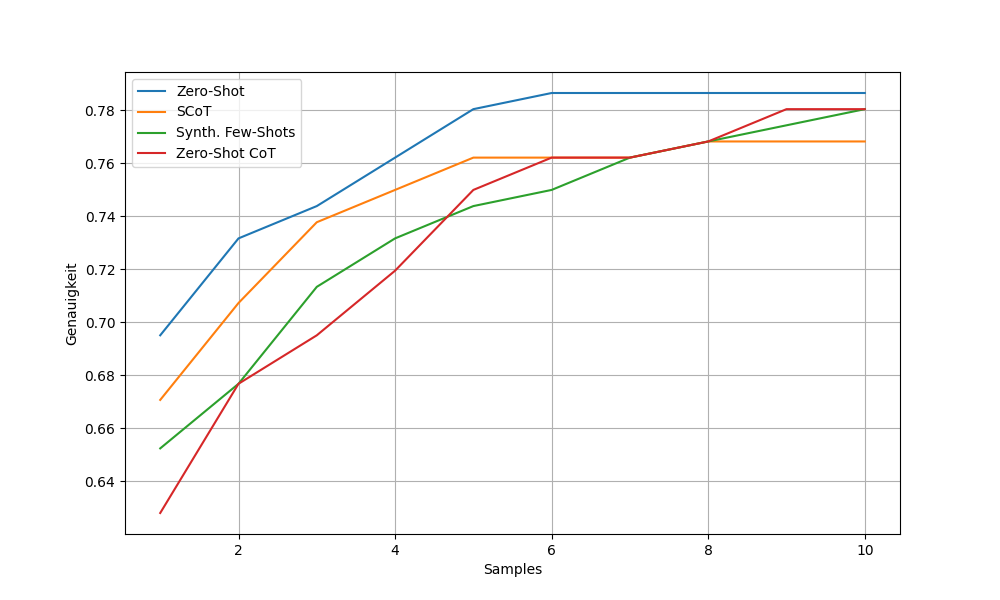 Zero-Shot
SCoT
Synth. Few-Shots
Zero-Shot CoT
0.78
0.76
0.74
0.72
0.70
0.68
0.66
0.64
Genauigkeit
2 4 6 8 10
Samples